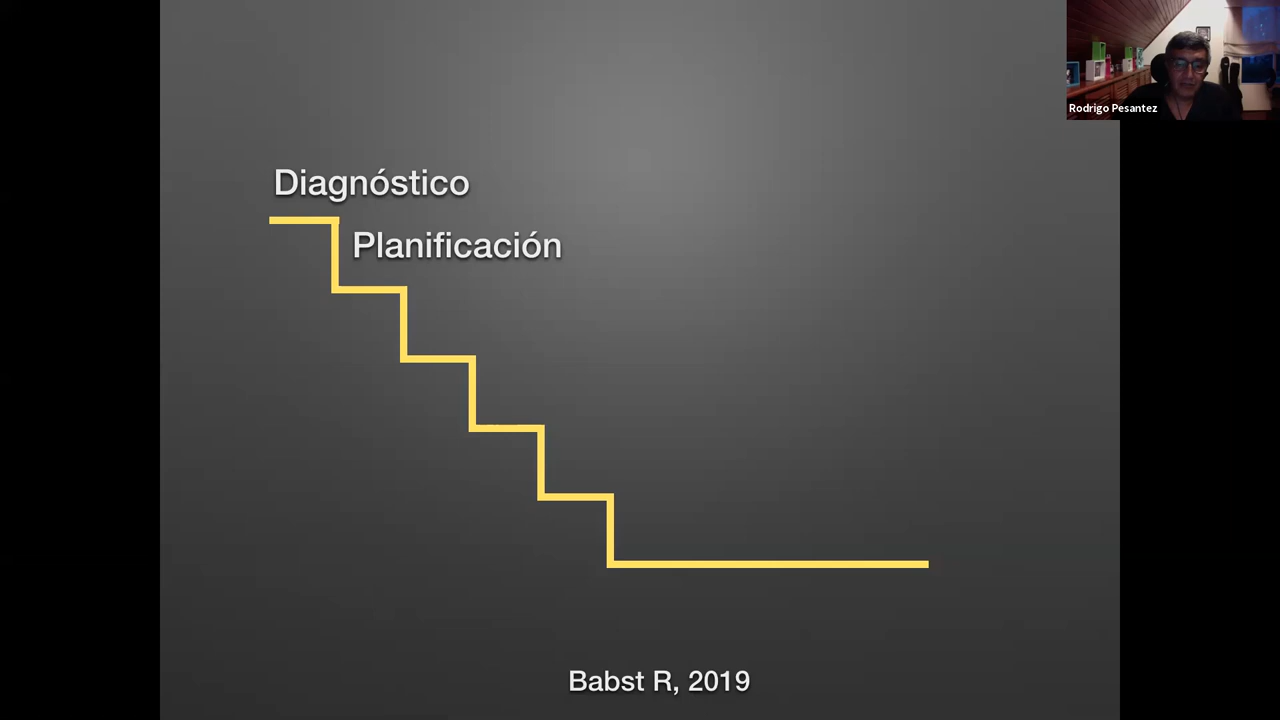 Rodrigo Pesantez
Diagnóstico
Planificación
Babst R, 2019